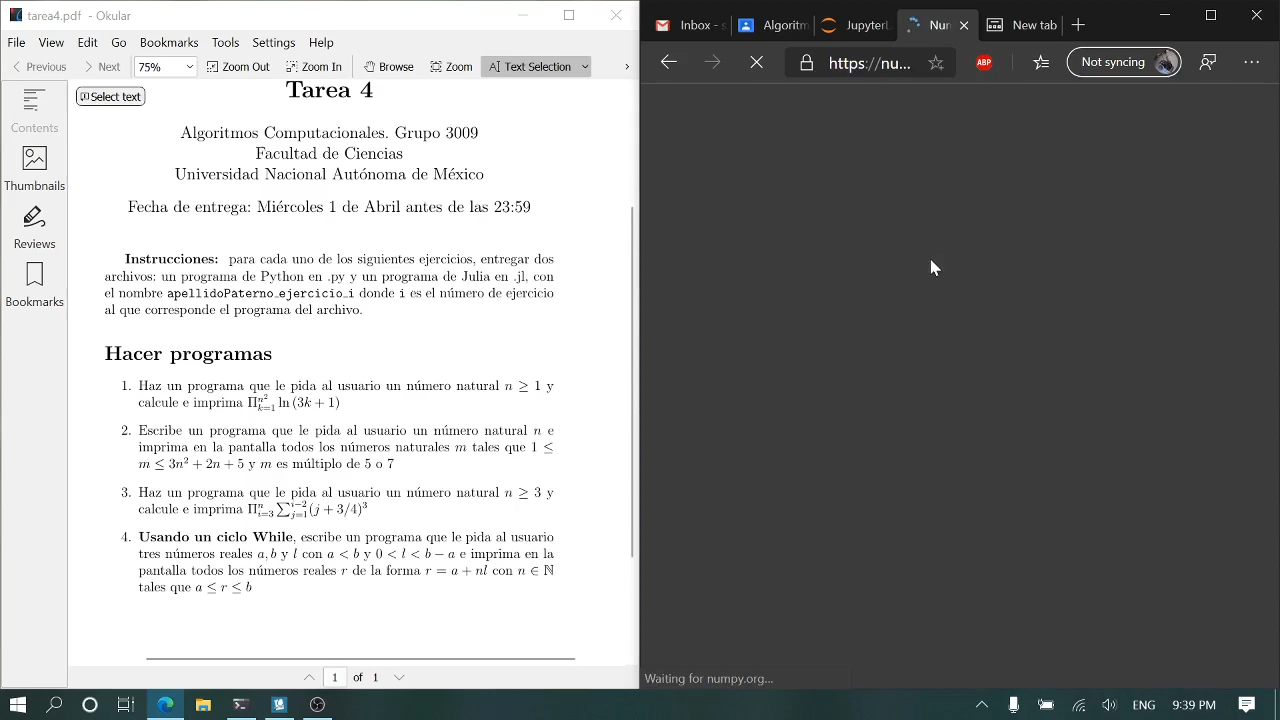 tarea4.pdf - Okular
File View Edit Go Bookmarks Tools Settings Help
Previous Next 75% Zoom Out Zoom In Browse Zoom Text Selection
Select text
Contents
Thumbnails
Reviews
Bookmarks
Tarea 4
Algoritmos Computacionales. Grupo 3009
Facultad de Ciencias
Universidad Nacional Autónoma de México
Fecha de entrega: Miércoles 1 de Abril antes de las 23:59
Instrucciones: para cada uno de los siguientes ejercicios, entregar dos
archivos: un programa de Python en .py y un programa de Julia en .jl, con
el nombre apellidoPaterno_ejercicio_i donde i es el número de ejercicio
al que corresponde el programa del archivo.
Hacer programas
1. Haz un programa que le pida al usuario un número natural n ≥ 1 y
calcule e imprima Π_{k=1}^{n^2} ln (3k + 1)
2. Escribe un programa que le pida al usuario un número natural n e
imprima en la pantalla todos los números naturales m tales que 1 ≤
m ≤ 3n² + 2n + 5 y m es múltiplo de 5 o 7
3. Haz un programa que le pida al usuario un número natural n ≥ 3 y
calcule e imprima Π_{i=3}^{n} ∑_{j=1}^{i-2} (j + 3/4)³
4. Usando un ciclo While, escribe un programa que le pida al usuario
tres números reales a, b y l con a < b y 0 < l < b − a e imprima en la
pantalla todos los números reales r de la forma r = a + nl con n ∈ ℕ
tales que a ≤ r ≤ b
1 of 1
Inbox - s Algoritm JupyterL Num New tab
https://nu... ABP Not syncing
Waiting for numpy.org...
ENG 9:39 PM